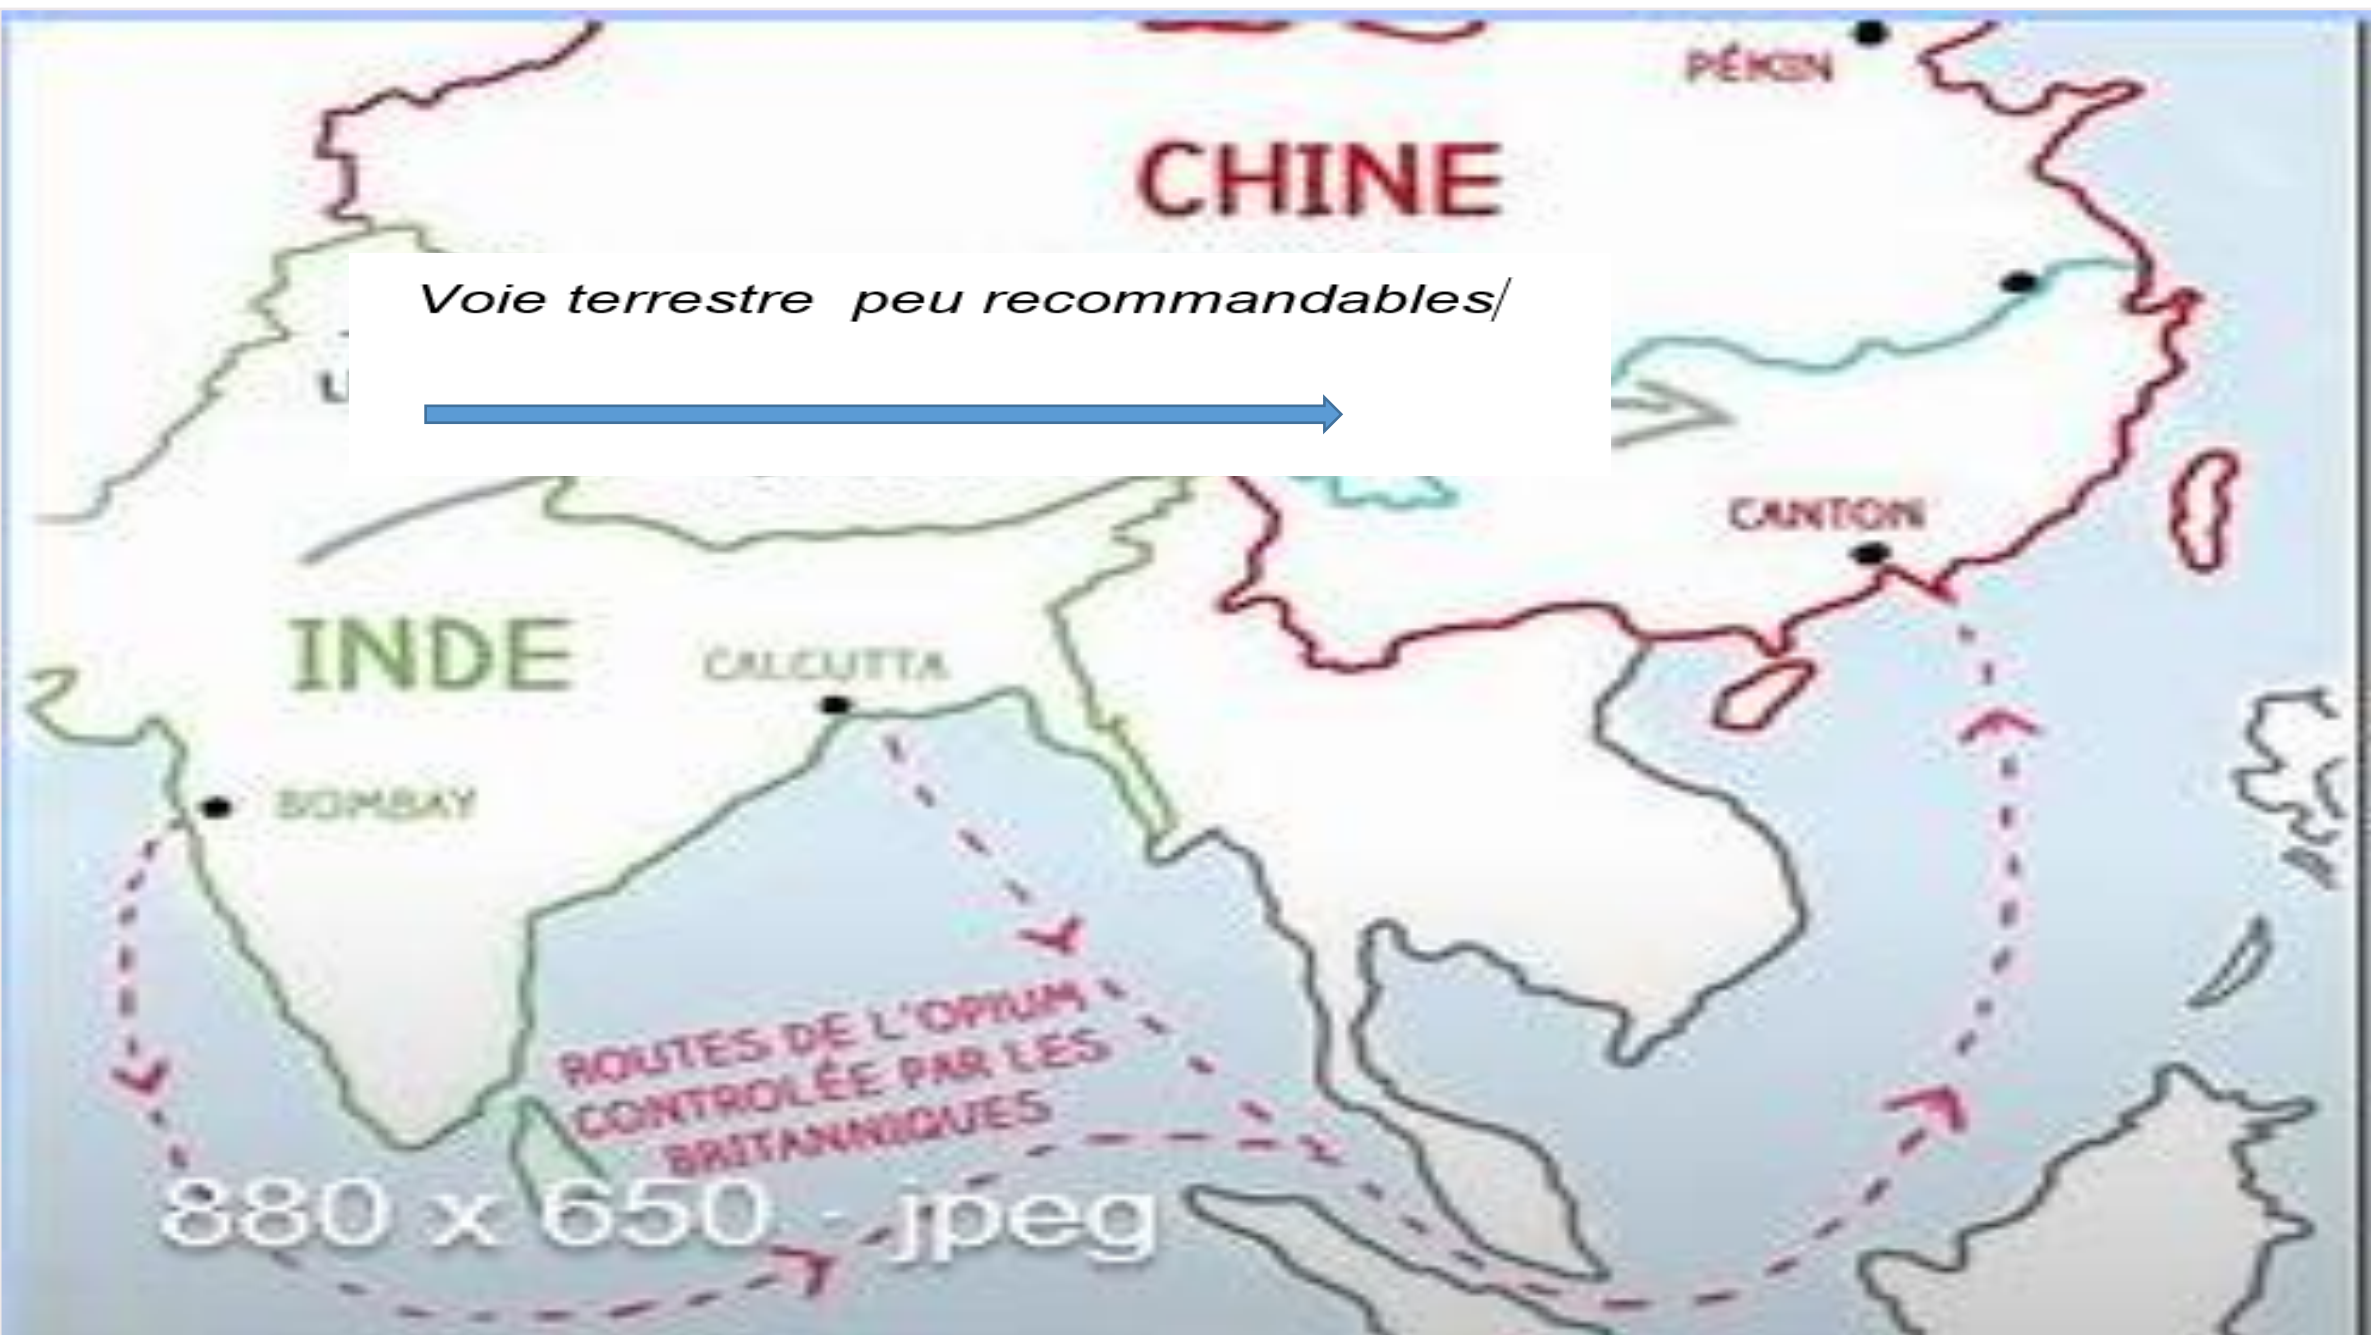 PÉKIN
CHINE
Voie terrestre peu recommandables/
CANTON
INDE
CALCUTTA
BOMBAY
ROUTES DE L'OPIUM
CONTROLÉE PAR LES
BRITANNIQUES
880 x 650 - jpeg